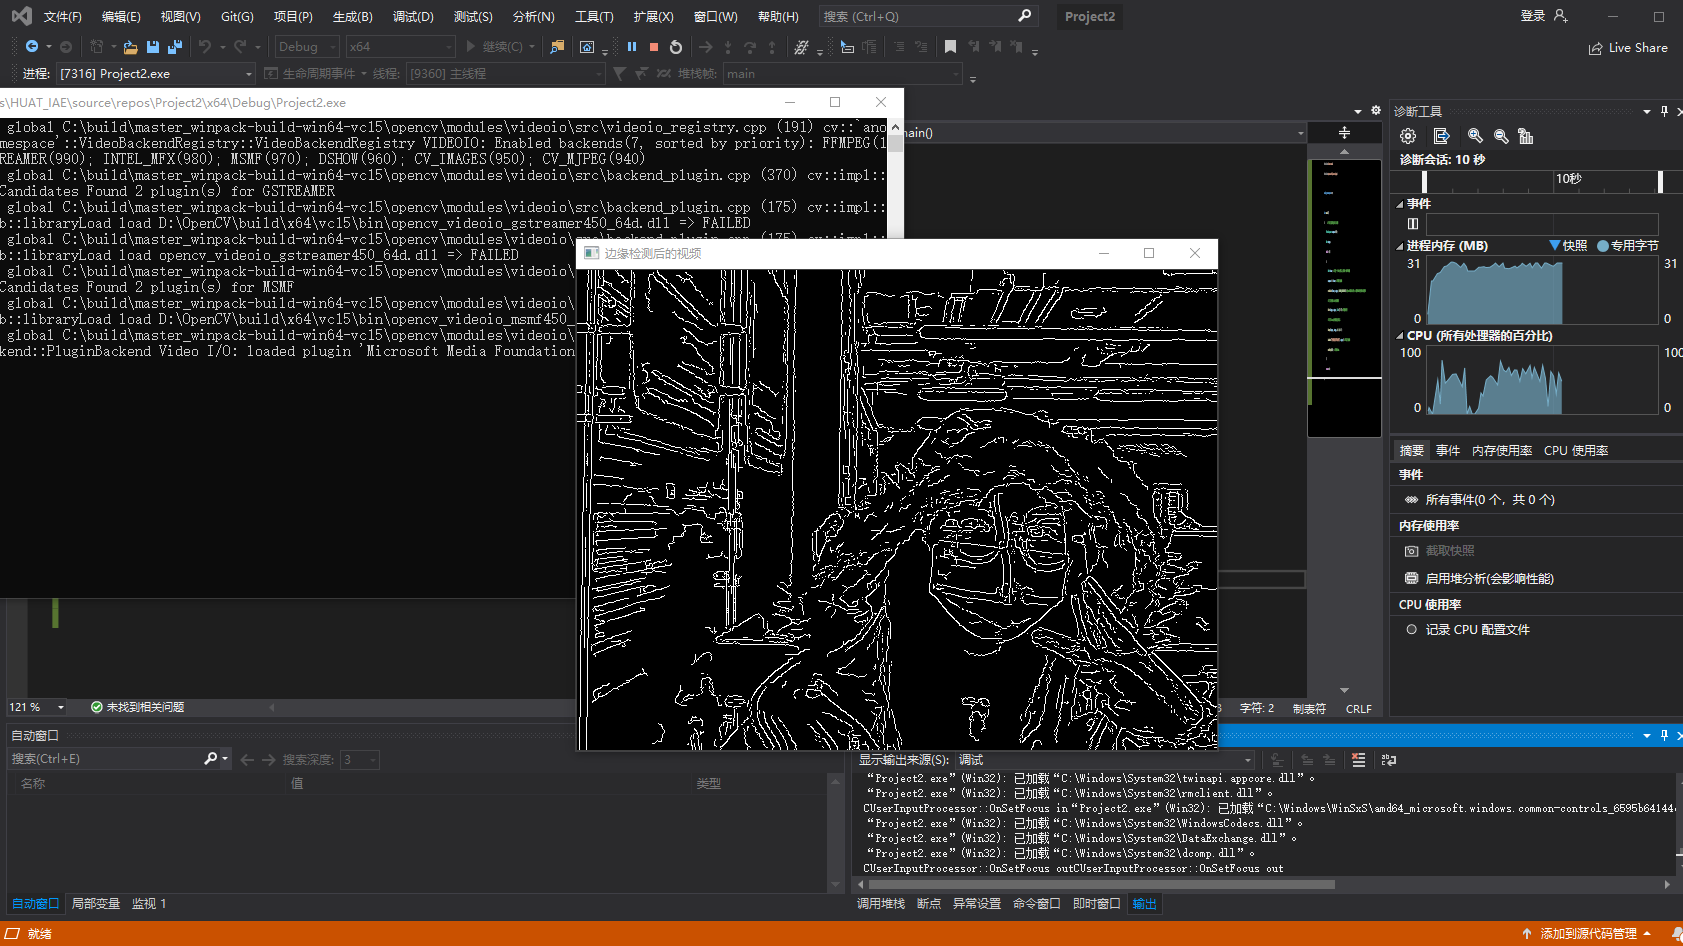 文件(F) 编辑(E) 视图(V) Git(G) 项目(P) 生成(B) 调试(D) 测试(S) 分析(N) 工具(T) 扩展(X) 窗口(W) 帮助(H) 搜索 (Ctrl+Q) Project2 登录
Debug x64 继续(C) Live Share
进程: [7316] Project2.exe 生命周期事件 线程: [9360] 主线程 堆栈帧: main
s\HUAT_IAE\source\repos\Project2\x64\Debug\Project2.exe
global C:\build\master_winpack-build-win64-vc15\opencv\modules\videoio\src\videoio_registry.cpp (191) cv::`ano
mespace'::VideoBackendRegistry::VideoBackendRegistry VIDEOIO: Enabled backends(7, sorted by priority): FFMPEG(1
REAMER(990); INTEL_MFX(980); MSMF(970); DSHOW(960); CV_IMAGES(950); CV_MJPEG(940)
global C:\build\master_winpack-build-win64-vc15\opencv\modules\videoio\src\backend_plugin.cpp (370) cv::impl::
Candidates Found 2 plugin(s) for GSTREAMER
global C:\build\master_winpack-build-win64-vc15\opencv\modules\videoio\src\backend_plugin.cpp (175) cv::impl::
b::libraryLoad load D:\OpenCV\build\x64\vc15\bin\opencv_videoio_gstreamer450_64d.dll => FAILED
global C:\build\master_winpack-build-win64-vc15\opencv\modules\videoio\src\backend_plugin.cpp (175) cv::impl::
b::libraryLoad load opencv_videoio_gstreamer450_64d.dll => FAILED
global C:\build\master_winpack-build-win64-vc15\opencv\modules\videoio\
Candidates Found 2 plugin(s) for MSMF
global C:\build\master_winpack-build-win64-vc15\opencv\modules\videoio\
b::libraryLoad load D:\OpenCV\build\x64\vc15\bin\opencv_videoio_msmf450_
global C:\build\master_winpack-build-win64-vc15\opencv\modules\videoio\
kend::PluginBackend Video I/O: loaded plugin 'Microsoft Media Foundation
边缘检测后的视频
main()
诊断工具
诊断会话: 10 秒
10秒
事件
进程内存 (MB) 快照 专用字节
31 31
0 0
CPU (所有处理器的百分比)
100 100
0 0
摘要 事件 内存使用率 CPU 使用率
事件
所有事件(0 个, 共 0 个)
内存使用率
截取快照
启用堆分析(会影响性能)
CPU 使用率
记录 CPU 配置文件
121 % 未找到相关问题 字符: 2 制表符 CRLF
自动窗口
搜索(Ctrl+E) 搜索深度: 3
名称 值 类型
显示输出来源(S): 调试
“Project2.exe”(Win32): 已加载“C:\Windows\System32\twinapi.appcore.dll”。
“Project2.exe”(Win32): 已加载“C:\Windows\System32\rmclient.dll”。
CUserInputProcessor::OnSetFocus in“Project2.exe”(Win32): 已加载“C:\Windows\WinSxS\amd64_microsoft.windows.common-controls_6595b64144
“Project2.exe”(Win32): 已加载“C:\Windows\System32\WindowsCodecs.dll”。
“Project2.exe”(Win32): 已加载“C:\Windows\System32\DataExchange.dll”。
“Project2.exe”(Win32): 已加载“C:\Windows\System32\dcomp.dll”。
CUserInputProcessor::OnSetFocus outCUserInputProcessor::OnSetFocus out
自动窗口 局部变量 监视 1
调用堆栈 断点 异常设置 命令窗口 即时窗口 输出
就绪 添加到源代码管理